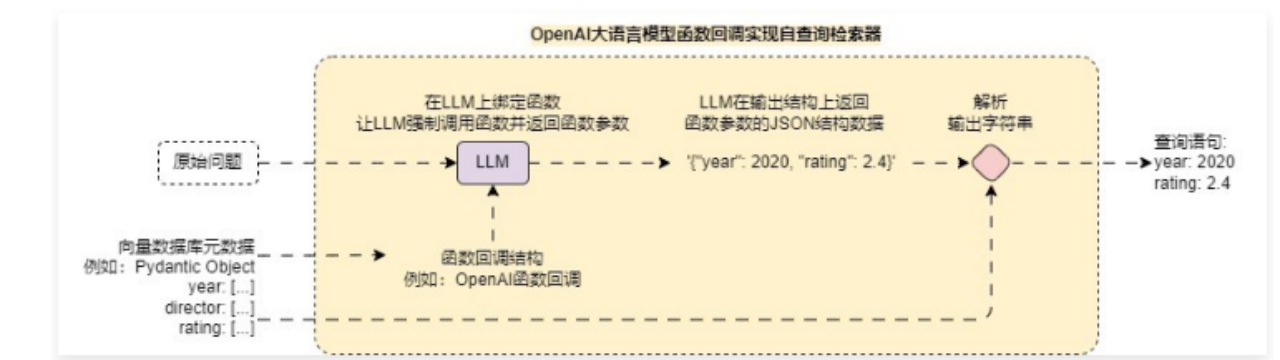 OpenAI大语言模型函数回调实现自查询检索器
在LLM上绑定函数
让LLM强制调用函数并返回函数参数
LLM在输出结构上返回
函数参数的JSON结构数据
解析
输出字符串
原始问题
LLM
'{"year": 2020, "rating": 2.4}'
查询语句:
year: 2020
rating: 2.4
向量数据库元数据
例如：Pydantic Object
year: [...]
director: [...]
rating: [...]
函数回调结构
例如：OpenAI函数回调